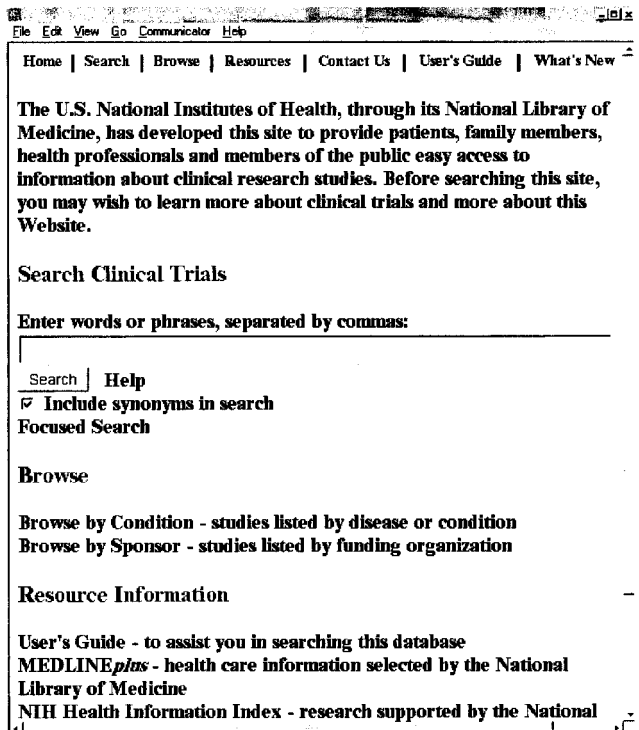 File Edit View Go Communicator Help
Home | Search | Browse | Resources | Contact Us | User's Guide | What's New
The U.S. National Institutes of Health, through its National Library of
Medicine, has developed this site to provide patients, family members,
health professionals and members of the public easy access to
information about clinical research studies. Before searching this site,
you may wish to learn more about clinical trials and more about this
Website.
Search Clinical Trials
Enter words or phrases, separated by commas:
Search Help
Include synonyms in search
Focused Search
Browse
Browse by Condition - studies listed by disease or condition
Browse by Sponsor - studies listed by funding organization
Resource Information
User's Guide - to assist you in searching this database
MEDLINEplus - health care information selected by the National
Library of Medicine
NIH Health Information Index - research supported by the National